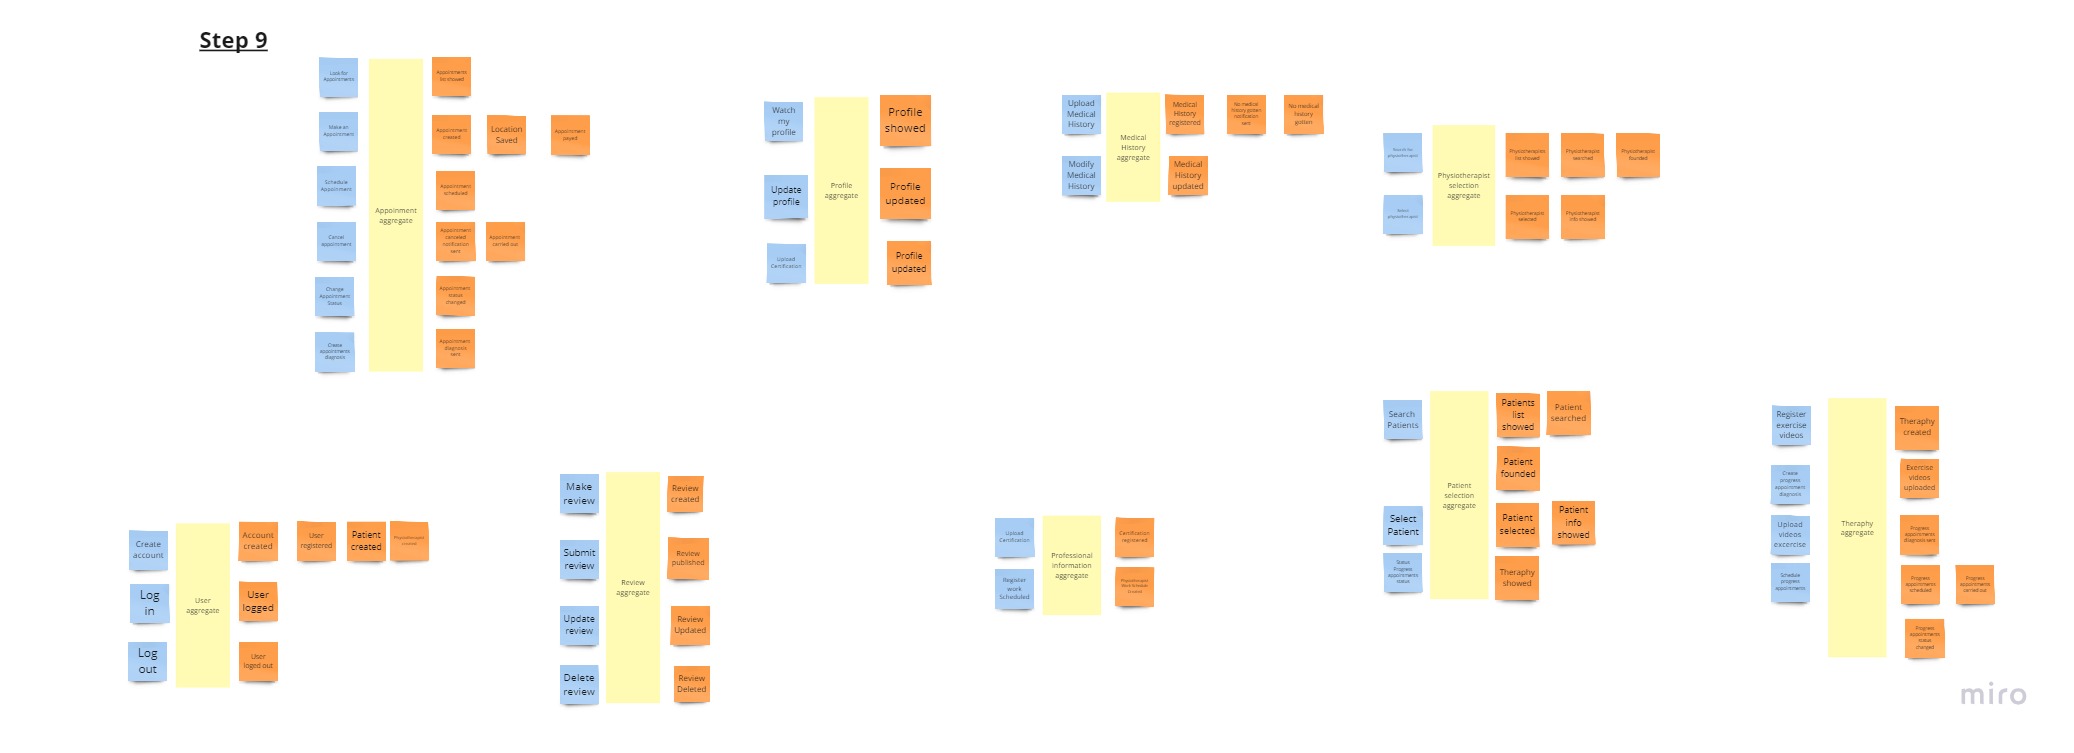 Step 9
Look for
Appointments
Appointments
list showed
Make an
Appointment
Appointment
created
Location
Saved
Appointment
payed
Schedule
Appoinment
Appointment
scheduled
Cancel
appointment
Appointment
canceled
notification
sent
Appointment
carried out
Change
Appointment
Status
Appointment
status
changed
Create
appointments
diagnosis
Appointment
diagnosis
sent
Appoinment
aggregate
Watch
my
profile
Profile
showed
Update
profile
Profile
aggregate
Profile
updated
Upload
Certification
Profile
updated
Upload
Medical
History
Medical
History
aggregate
Medical
History
registered
No medical
history gotten
notification
sent
No medical
history
gotten
Modify
Medical
History
Medical
History
updated
Search for
physiotherapist
Physiotherapist
selection
aggregate
Physiotherapists
list showed
Physiotherapist
searched
Physiotherapist
founded
Select
physiotherapist
Physiotherapist
selected
Physiotherapist
info showed
Create
account
User
aggregate
Account
created
User
registered
Patient
created
Physiotherapist
created
Log
in
User
logged
Log
out
User
loged out
Make
review
Review
created
Submit
review
Review
published
Review
aggregate
Update
review
Review
Updated
Delete
review
Review
Deleted
Upload
Certification
Professional
information
aggregate
Certification
registered
Register
work
Scheduled
Physiotherapist
Work Schedule
Created
Search
Patients
Patient
selection
aggregate
Patients
list
showed
Patient
searched
Patient
founded
Select
Patient
Patient
selected
Patient
info
showed
Status
Progress
appointments
status
Theraphy
showed
Register
exercise
videos
Theraphy
created
Create
progress
appointment
diagnosis
Exercise
videos
uploaded
Upload
videos
excercise
Theraphy
aggregate
Progress
appointments
diagnosis sent
Schedule
progress
appointments
Progress
appointments
scheduled
Progress
appointments
carried out
Progress
appointments
status
changed
miro